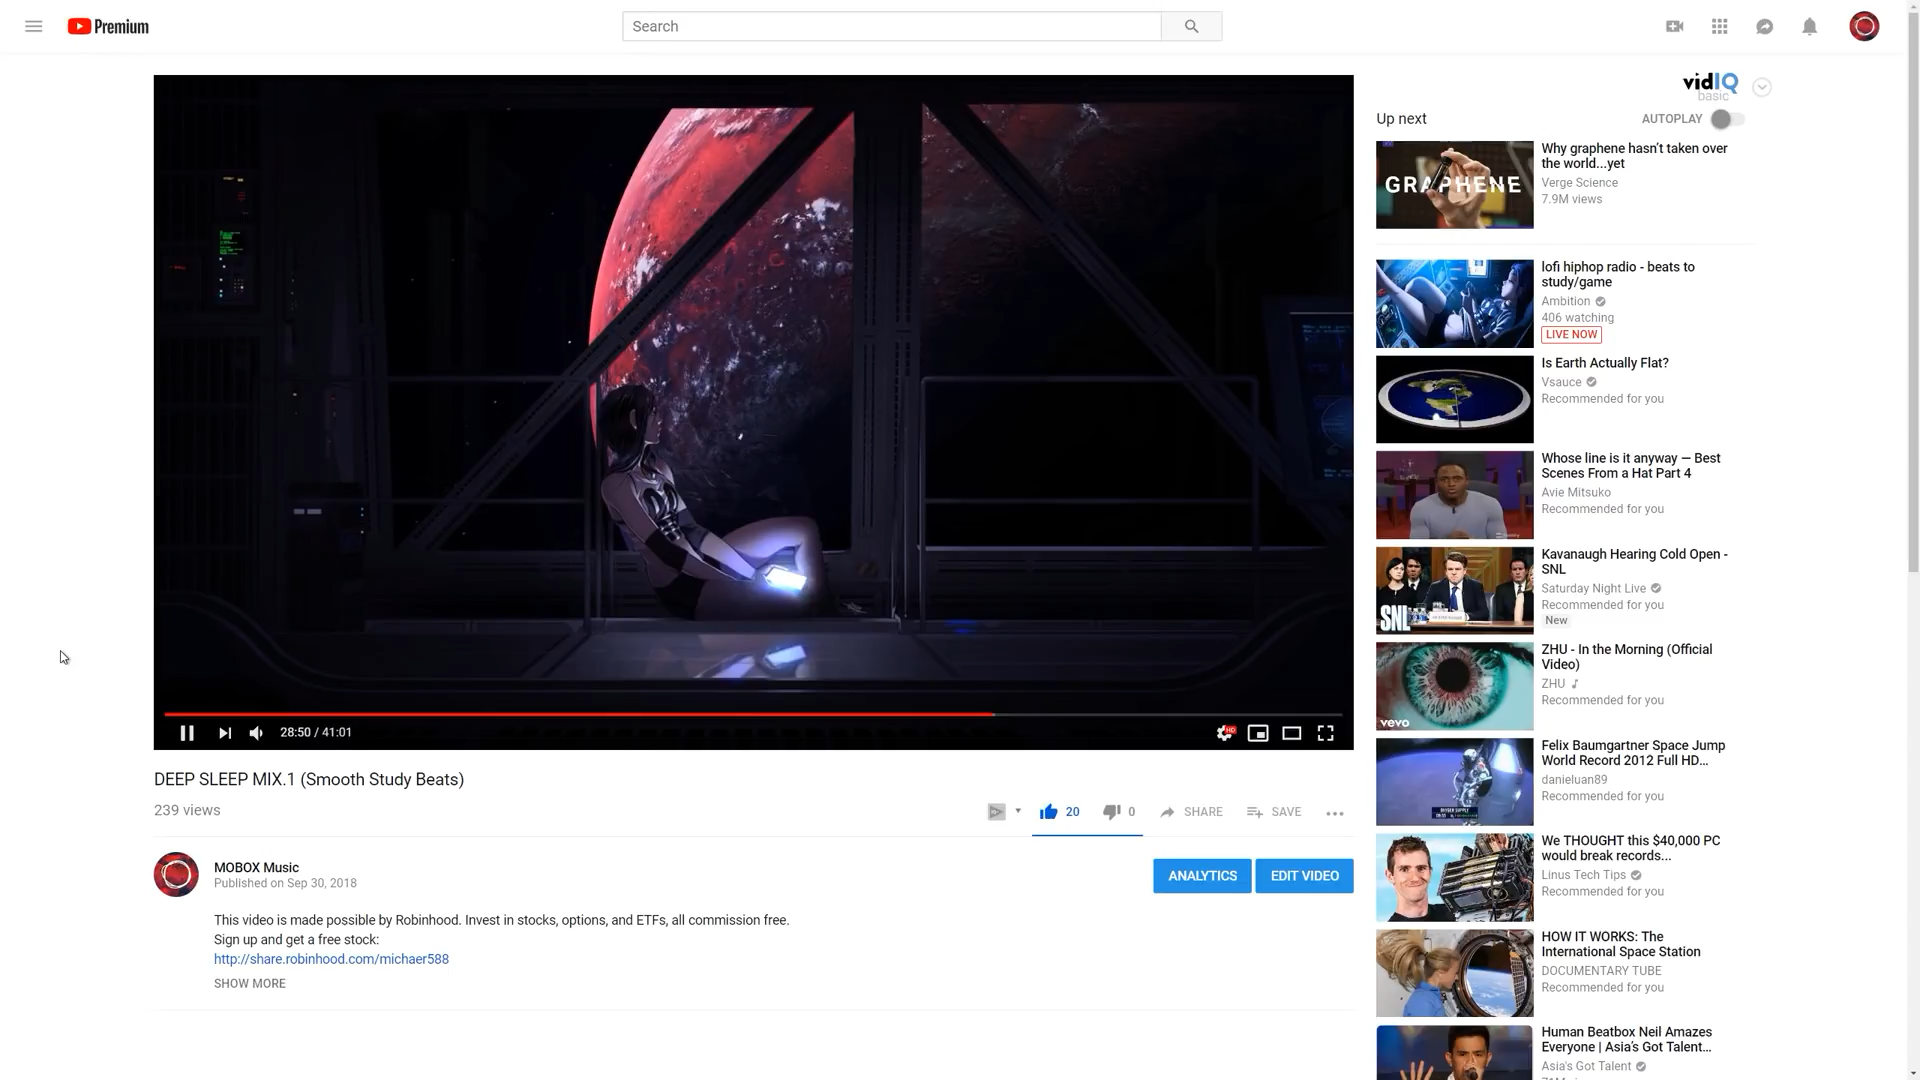 Premium
Search
vidIQ
basic
Up next
AUTOPLAY
GRAPHENE
Why graphene hasn't taken over
the world...yet
Verge Science
7.9M views
lofi hiphop radio - beats to
study/game
Ambition
406 watching
LIVE NOW
Is Earth Actually Flat?
Vsauce
Recommended for you
Whose line is it anyway — Best
Scenes From a Hat Part 4
Avie Mitsuko
Recommended for you
SNL
Kavanaugh Hearing Cold Open -
SNL
Saturday Night Live
Recommended for you
New
vevo
ZHU - In the Morning (Official
Video)
ZHU
Recommended for you
Felix Baumgartner Space Jump
World Record 2012 Full HD...
danieluan89
Recommended for you
We THOUGHT this $40,000 PC
would break records...
Linus Tech Tips
Recommended for you
HOW IT WORKS: The
International Space Station
DOCUMENTARY TUBE
Recommended for you
Human Beatbox Neil Amazes
Everyone | Asia's Got Talent...
Asia's Got Talent
28:50 / 41:01
HD
DEEP SLEEP MIX.1 (Smooth Study Beats)
239 views
20
0
SHARE
SAVE
MOBOX Music
Published on Sep 30, 2018
ANALYTICS
EDIT VIDEO
This video is made possible by Robinhood. Invest in stocks, options, and ETFs, all commission free.
Sign up and get a free stock:
http://share.robinhood.com/michaer588
SHOW MORE